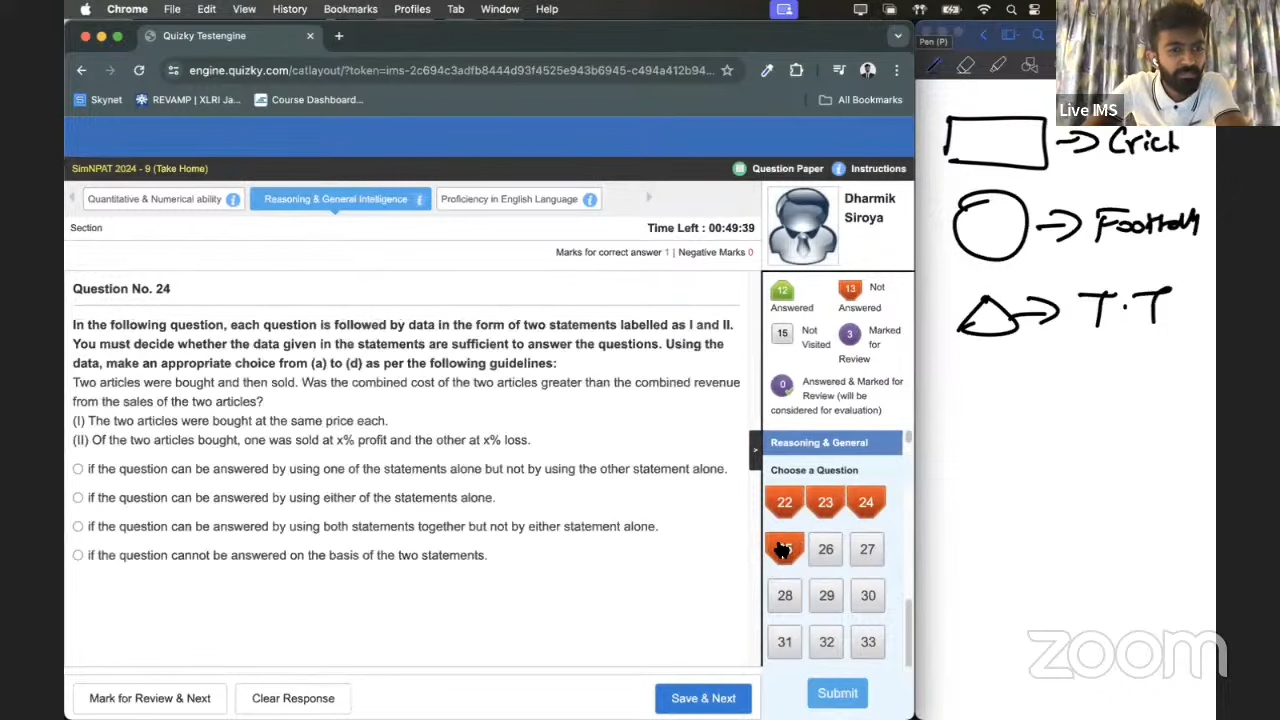 Chrome File Edit View History Bookmarks Profiles Tab Window Help
Quizky Testengine
engine.quizky.com/catlayout/?token=ims-2c694c3adfb8444d93f4525e943b6945-c494a412b94...
Skynet REVAMP | XLRI Ja... Course Dashboard... All Bookmarks
Pen (P)
Live IMS
SimNPAT 2024 - 9 (Take Home) Question Paper Instructions
Quantitative & Numerical ability Reasoning & General Intelligence Proficiency in English Language
Section Time Left : 00:49:39
Marks for correct answer 1 | Negative Marks 0
Dharmik
Siroya
Question No. 24
In the following question, each question is followed by data in the form of two statements labelled as I and II.
You must decide whether the data given in the statements are sufficient to answer the questions. Using the
data, make an appropriate choice from (a) to (d) as per the following guidelines:
Two articles were bought and then sold. Was the combined cost of the two articles greater than the combined revenue
from the sales of the two articles?
(I) The two articles were bought at the same price each.
(II) Of the two articles bought, one was sold at x% profit and the other at x% loss.
if the question can be answered by using one of the statements alone but not by using the other statement alone.
if the question can be answered by using either of the statements alone.
if the question can be answered by using both statements together but not by either statement alone.
if the question cannot be answered on the basis of the two statements.
Mark for Review & Next Clear Response Save & Next
12 Answered
13 Not Answered
15 Not Visited
3 Marked for Review
0 Answered & Marked for
Review (will be
considered for evaluation)
Reasoning & General
Choose a Question
22 23 24
26 27
28 29 30
31 32 33
Submit
Crick
Football
T.T
zoom